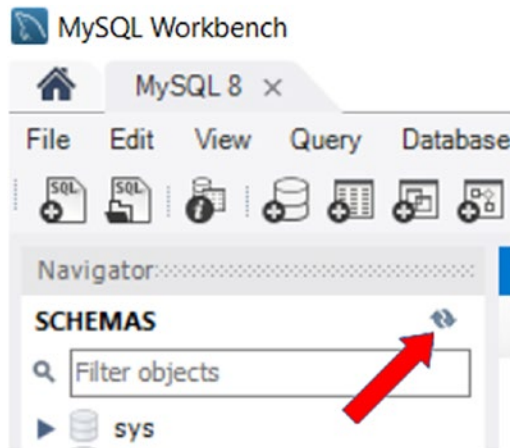 MySQL Workbench
MySQL 8
File Edit View Query Database
SQL SQL
Navigator
SCHEMAS
Filter objects
sys